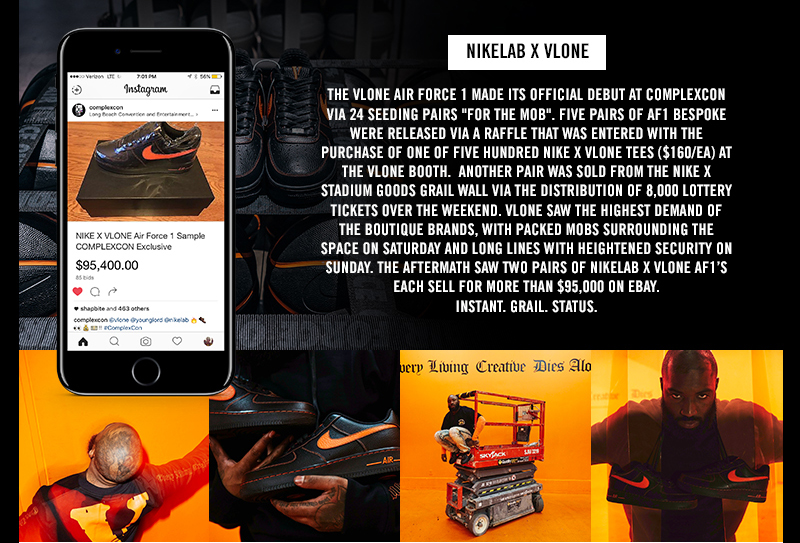 NIKELAB X VLONE
THE VLONE AIR FORCE 1 MADE ITS OFFICIAL DEBUT AT COMPLEXCON
VIA 24 SEEDING PAIRS "FOR THE MOB". FIVE PAIRS OF AF1 BESPOKE
WERE RELEASED VIA A RAFFLE THAT WAS ENTERED WITH THE
PURCHASE OF ONE OF FIVE HUNDRED NIKE X VLONE TEES ($160/EA) AT
THE VLONE BOOTH. ANOTHER PAIR WAS SOLD FROM THE NIKE X
STADIUM GOODS GRAIL WALL VIA THE DISTRIBUTION OF 8,000 LOTTERY
TICKETS OVER THE WEEKEND. VLONE SAW THE HIGHEST DEMAND OF
THE BOUTIQUE BRANDS, WITH PACKED MOBS SURROUNDING THE
SPACE ON SATURDAY AND LONG LINES WITH HEIGHTENED SECURITY ON
SUNDAY. THE AFTERMATH SAW TWO PAIRS OF NIKELAB X VLONE AF1'S
EACH SELL FOR MORE THAN $95,000 ON EBAY.
INSTANT. GRAIL. STATUS.
Verizon LTE 7:01 PM 56%
Instagram
complexcon
Long Beach Convention and Entertainment...
NIKE X VLONE Air Force 1 Sample
COMPLEXCON Exclusive
$95,400.00
85 bids
shapbite and 463 others
complexcon @vlone @younglord @nikelab
!! #ComplexCon
very Living Creative Dies Alo
AIR
SKYJACK